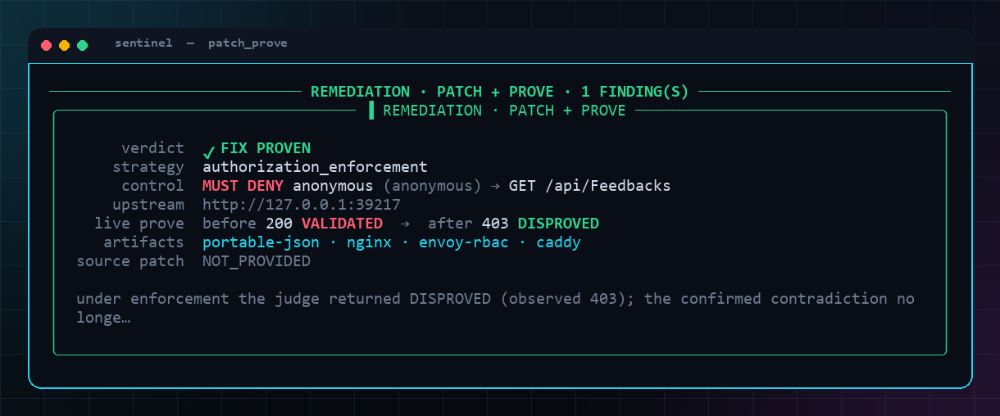 sentinel — patch_prove
REMEDIATION · PATCH + PROVE · 1 FINDING(S)
REMEDIATION · PATCH + PROVE
verdict ✓ FIX PROVEN
strategy authorization_enforcement
control MUST DENY anonymous (anonymous) → GET /api/Feedbacks
upstream http://127.0.0.1:39217
live prove before 200 VALIDATED → after 403 DISPROVED
artifacts portable-json · nginx · envoy-rbac · caddy
source patch NOT_PROVIDED
under enforcement the judge returned DISPROVED (observed 403); the confirmed contradiction no
longe…